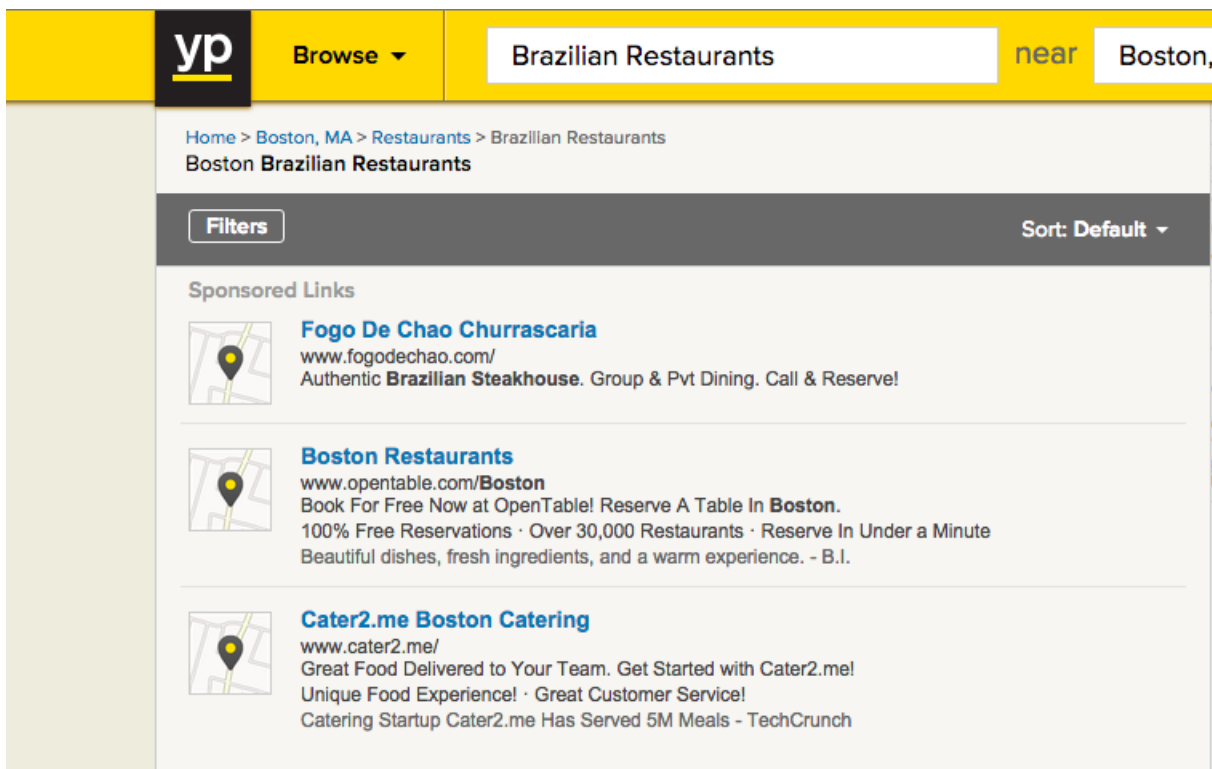 yp Browse Brazilian Restaurants near Boston,
Home > Boston, MA > Restaurants > Brazilian Restaurants
Boston Brazilian Restaurants
Filters Sort: Default
Sponsored Links
Fogo De Chao Churrascaria
www.fogodechao.com/
Authentic Brazilian Steakhouse. Group & Pvt Dining. Call & Reserve!
Boston Restaurants
www.opentable.com/Boston
Book For Free Now at OpenTable! Reserve A Table In Boston.
100% Free Reservations · Over 30,000 Restaurants · Reserve In Under a Minute
Beautiful dishes, fresh ingredients, and a warm experience. - B.I.
Cater2.me Boston Catering
www.cater2.me/
Great Food Delivered to Your Team. Get Started with Cater2.me!
Unique Food Experience! · Great Customer Service!
Catering Startup Cater2.me Has Served 5M Meals - TechCrunch